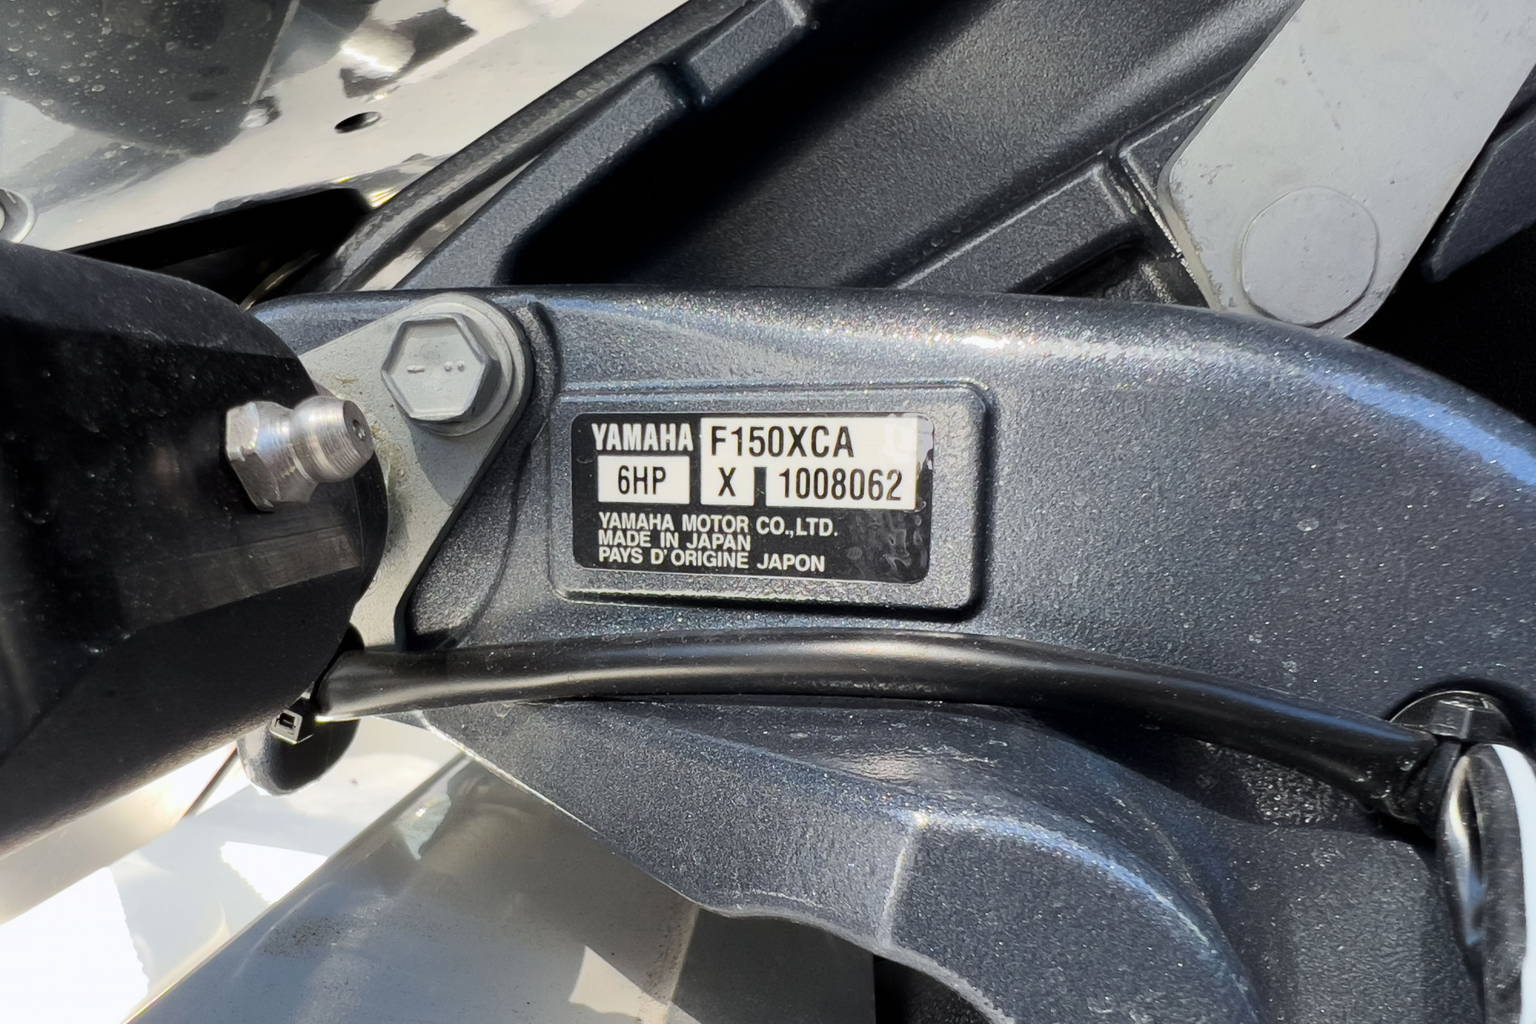 YAMAHA F150XCA
6HP X 1008062
YAMAHA MOTOR CO.,LTD.
MADE IN JAPAN
PAYS D'ORIGINE JAPON